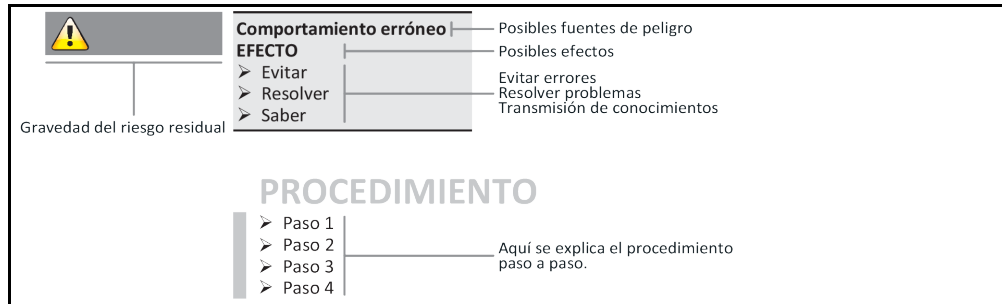 Comportamiento erróneo
Posibles fuentes de peligro
EFECTO
Posibles efectos
➢ Evitar
➢ Resolver
➢ Saber
Evitar errores
Resolver problemas
Transmisión de conocimientos
Gravedad del riesgo residual
PROCEDIMIENTO
➢ Paso 1
➢ Paso 2
➢ Paso 3
➢ Paso 4
Aquí se explica el procedimiento
paso a paso.